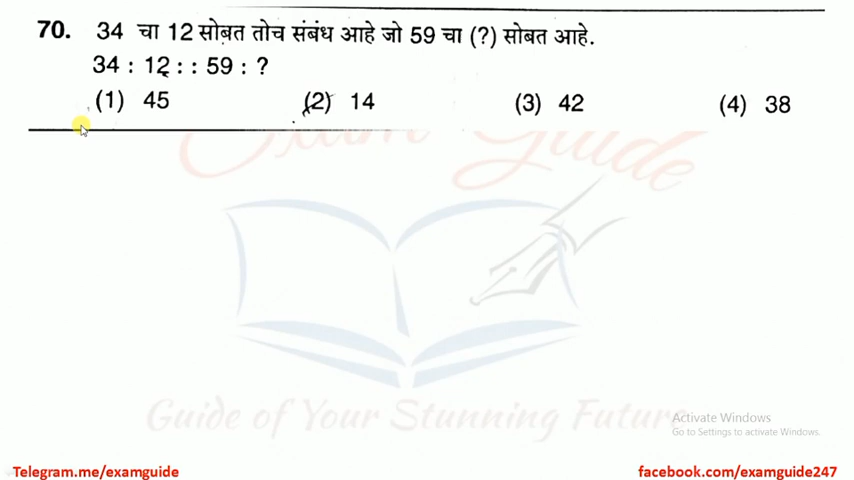 70. 34 चा 12 सोबत तोच संबंध आहे जो 59 चा (?) सोबत आहे.
34 : 12 : : 59 : ?
(1) 45 (2) 14 (3) 42 (4) 38
Exam Guide
Guide of Your Stunning Future
Activate Windows
Go to Settings to activate Windows.
Telegram.me/examguide facebook.com/examguide247